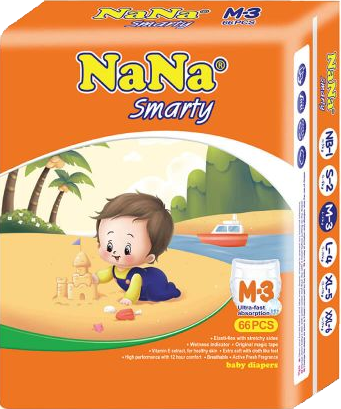 NaNa® M-3
66 PCS
NaNa®
Smarty
M-3
Ultra-fast
absorption
66 PCS
• Elasti-flex with stretchy sides
• Wetness indicator • Original magic tape
• Vitamin E extract, for healthy skin • Extra soft with cloth like feel
• High performance with 12 hour comfort • Breathable • Active Fresh Fragrance
baby diapers
NaNa®
Smarty
NB-1
S-2
M-3
L-4
XL-5
XXL-6